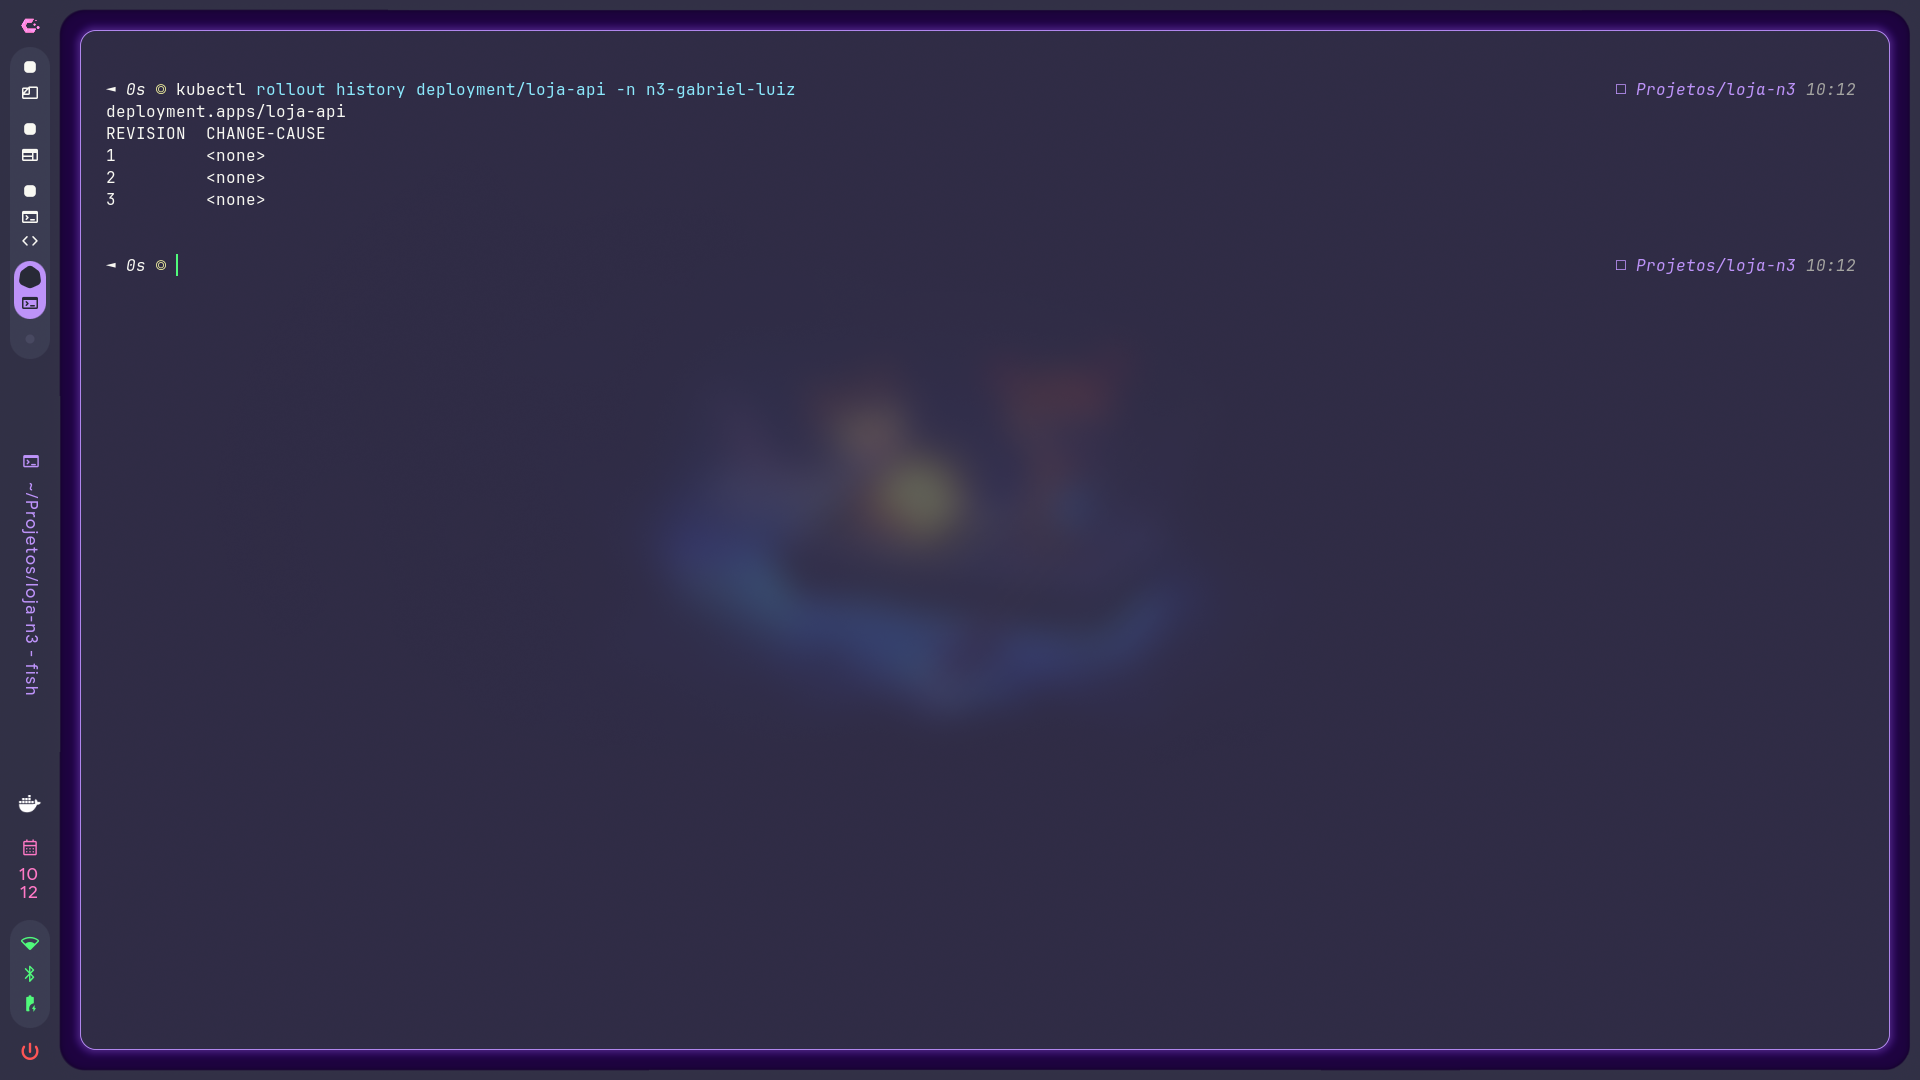 ◄ 0s ◎ kubectl rollout history deployment/loja-api -n n3-gabriel-luiz □ Projetos/loja-n3 10:12
deployment.apps/loja-api
REVISION  CHANGE-CAUSE
1         <none>
2         <none>
3         <none>
◄ 0s ◎ □ Projetos/loja-n3 10:12
~/Projetos/loja-n3 - fish
10
12